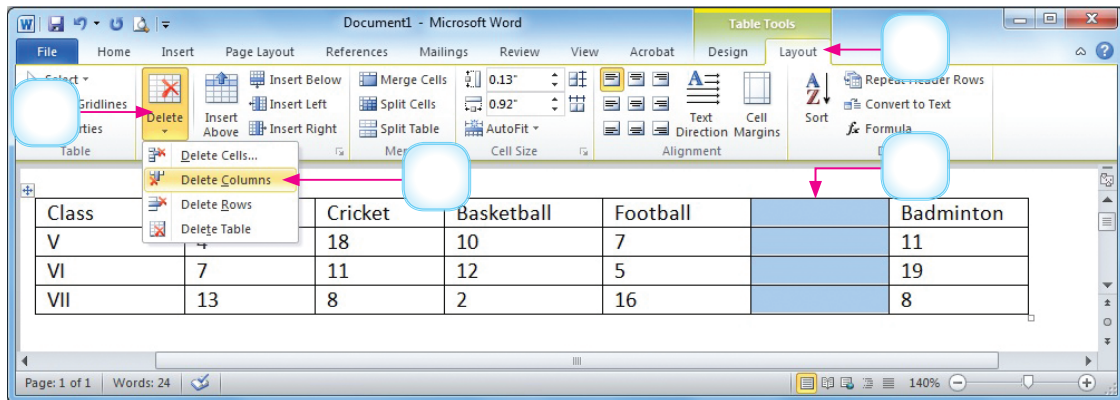 Document1 - Microsoft Word
Table Tools
File Home Insert Page Layout References Mailings Review View Acrobat Design Layout
Select
Gridlines
Delete
Insert Above
Insert Below
Insert Left
Insert Right
Merge Cells
Split Cells
Split Table
0.13"
0.92"
AutoFit
Text Direction
Cell Margins
Sort
Repeat Header Rows
Convert to Text
fx Formula
Table
Cell Size
Alignment
Delete Cells...
Delete Columns
Delete Rows
Delete Table
Class Cricket Basketball Football Badminton
V 4 18 10 7 11
VI 7 11 12 5 19
VII 13 8 2 16 8
Page: 1 of 1 Words: 24 140%